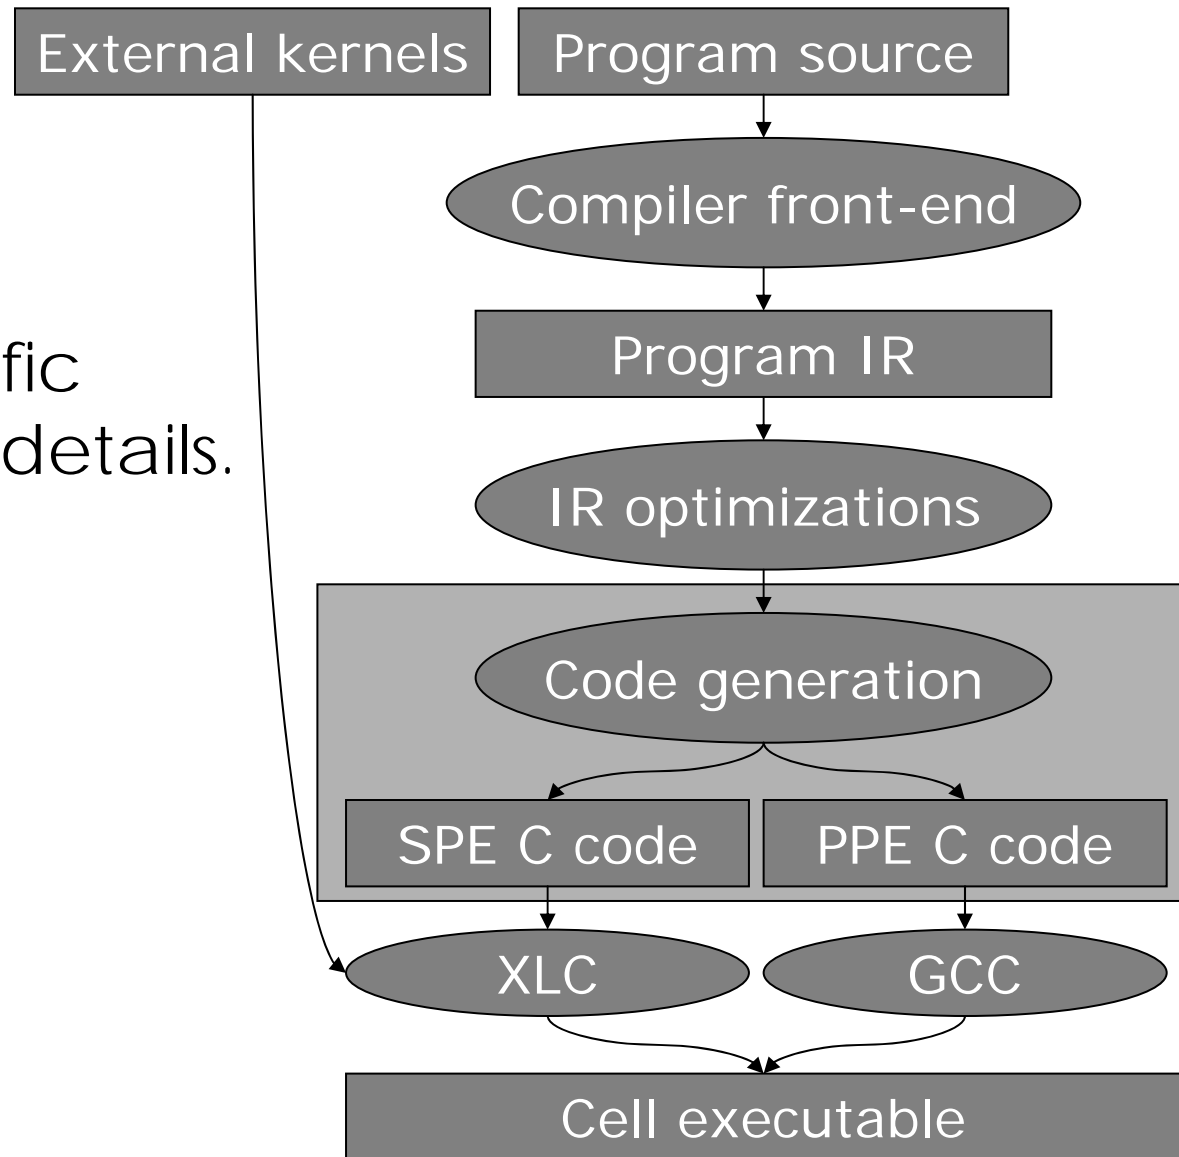 External kernels
Program source
Compiler front-end
Program IR
fic
details.
IR optimizations
Code generation
SPE C code
PPE C code
XLC
GCC
Cell executable